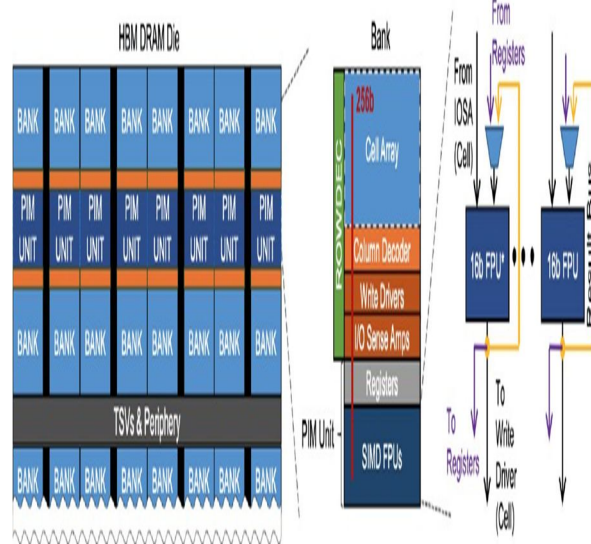 HBM DRAM Die
BANK BANK BANK BANK BANK BANK BANK BANK
PIM UNIT PIM UNIT PIM UNIT PIM UNIT PIM UNIT PIM UNIT PIM UNIT PIM UNIT
BANK BANK BANK BANK BANK BANK BANK BANK
TSVs & Periphery
BANK BANK BANK BANK BANK BANK BANK BANK
Bank
256b
ROWDEC
Cell Array
Column Decoder
Write Drivers
I/O Sense Amps
Registers
PIM Unit
SIMD FPUs
From Registers
From IOSA (Cell)
16b FPU*
16b FPU
Result Bus
To Registers
To Write Driver (Cell)